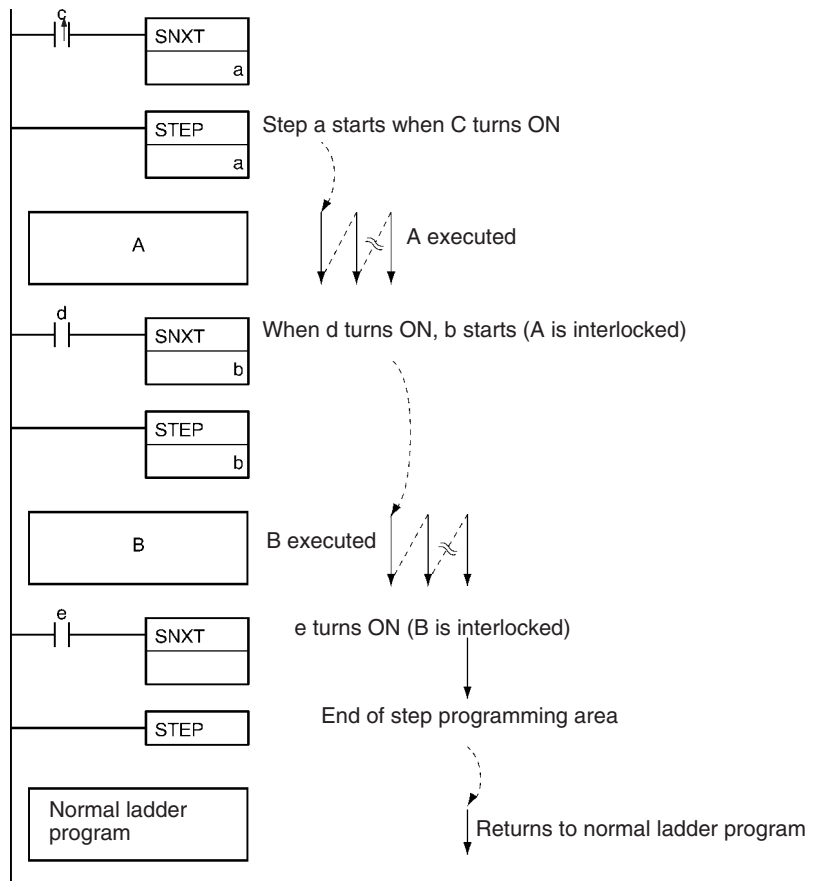 c
SNXT
a
STEP
a
Step a starts when C turns ON
A
A executed
d
SNXT
b
When d turns ON, b starts (A is interlocked)
STEP
b
B
B executed
e
SNXT
e turns ON (B is interlocked)
STEP
End of step programming area
Normal ladder
program
Returns to normal ladder program